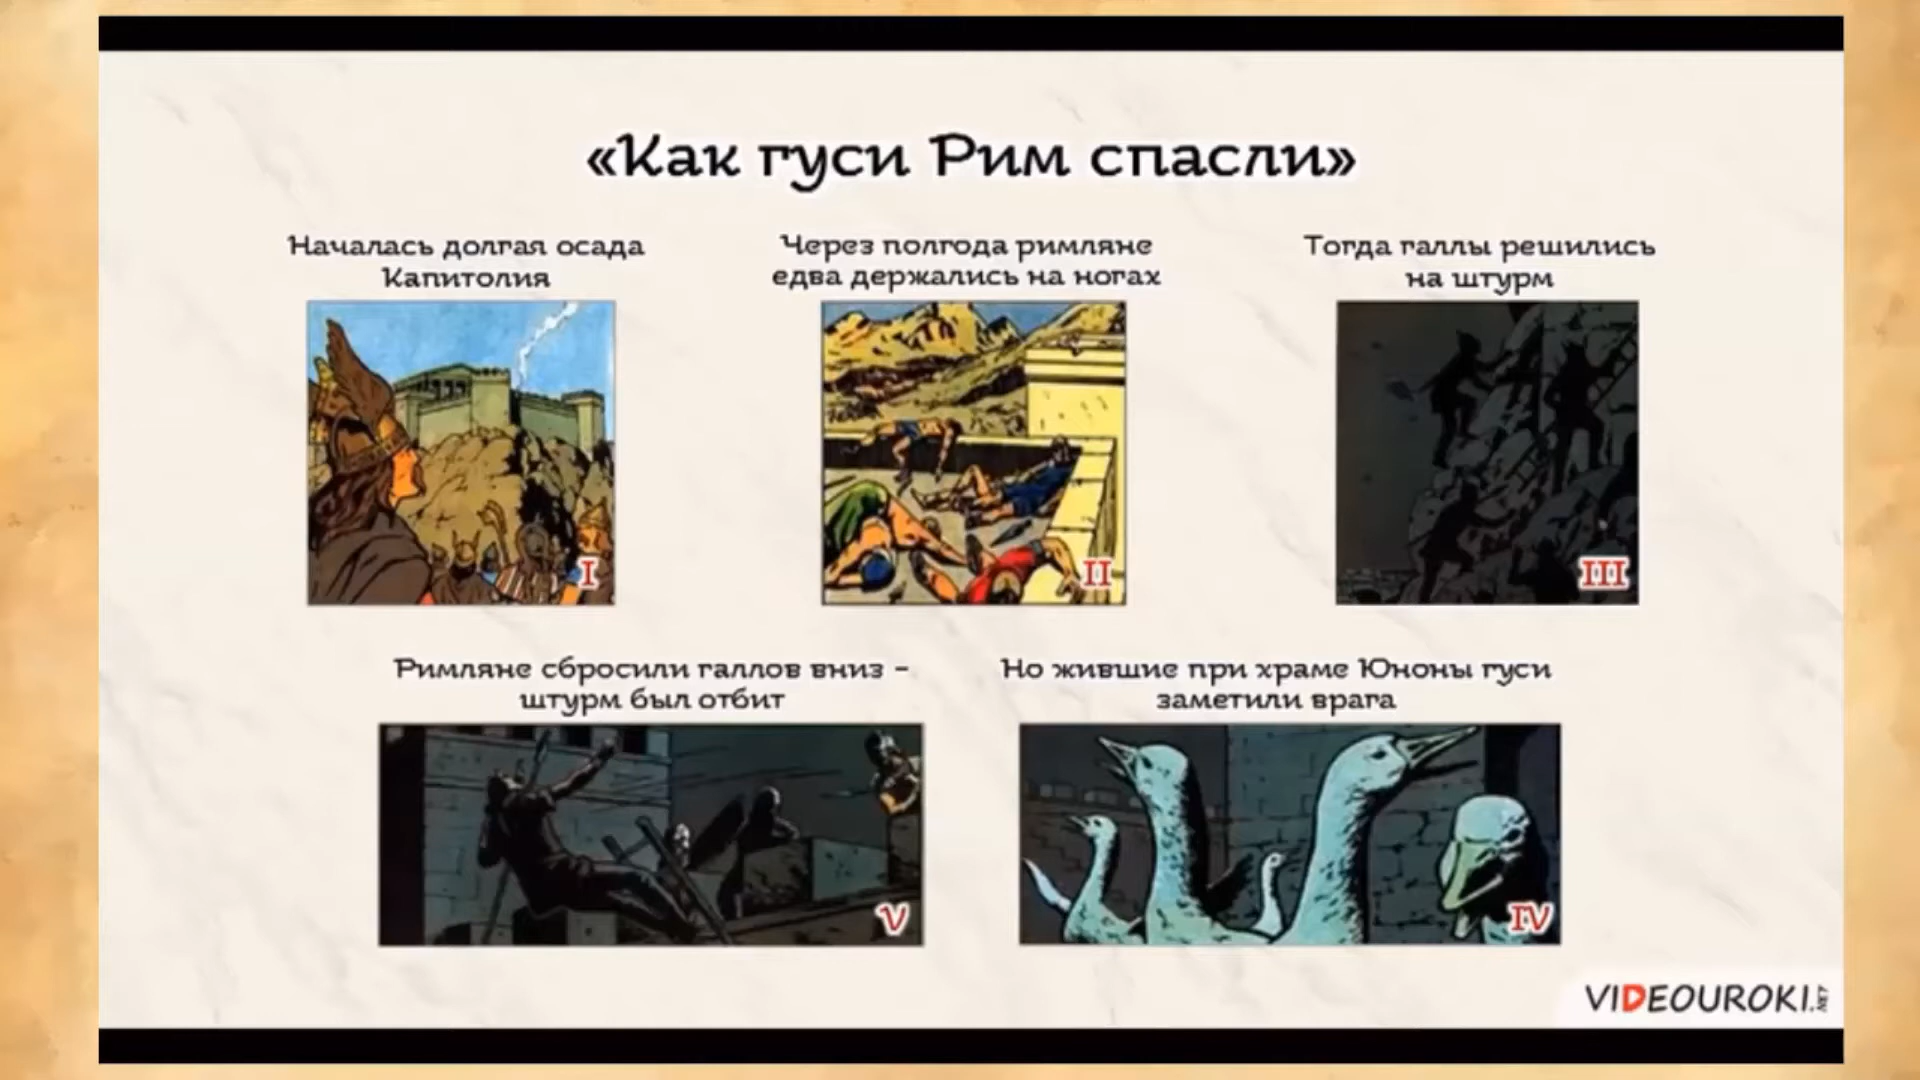 «Как гуси Рим спасли»
Началась долгая осада
Капитолия
I
Через полгода римляне
едва держались на ногах
II
Тогда галлы решились
на штурм
III
Римляне сбросили галлов вниз –
штурм был отбит
V
Но жившие при храме Юноны гуси
заметили врага
IV
VIDEOUROKI.NET